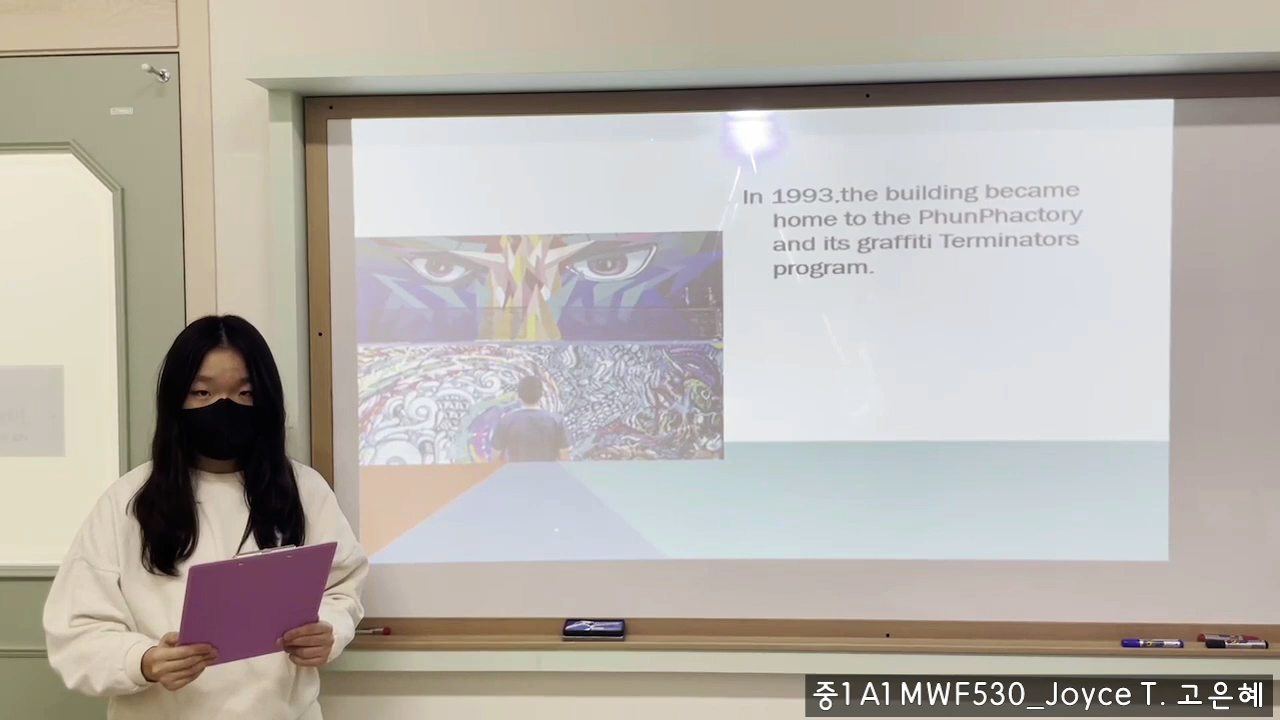 In 1993,the building became
home to the PhunPhactory
and its graffiti Terminators
program.
중1 A1 MWF530_Joyce T. 고은혜